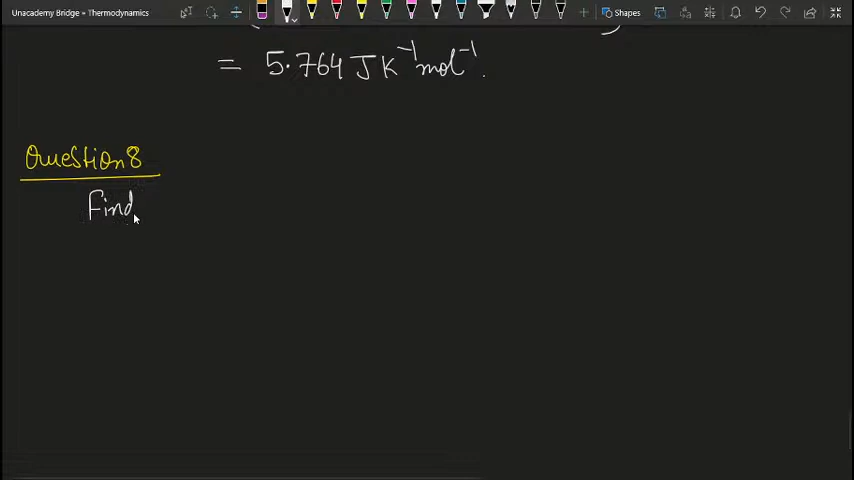 Unacademy Bridge • Thermodynamics
Shapes
= 5.764 J K⁻¹ mol⁻¹.
Question 8
Find